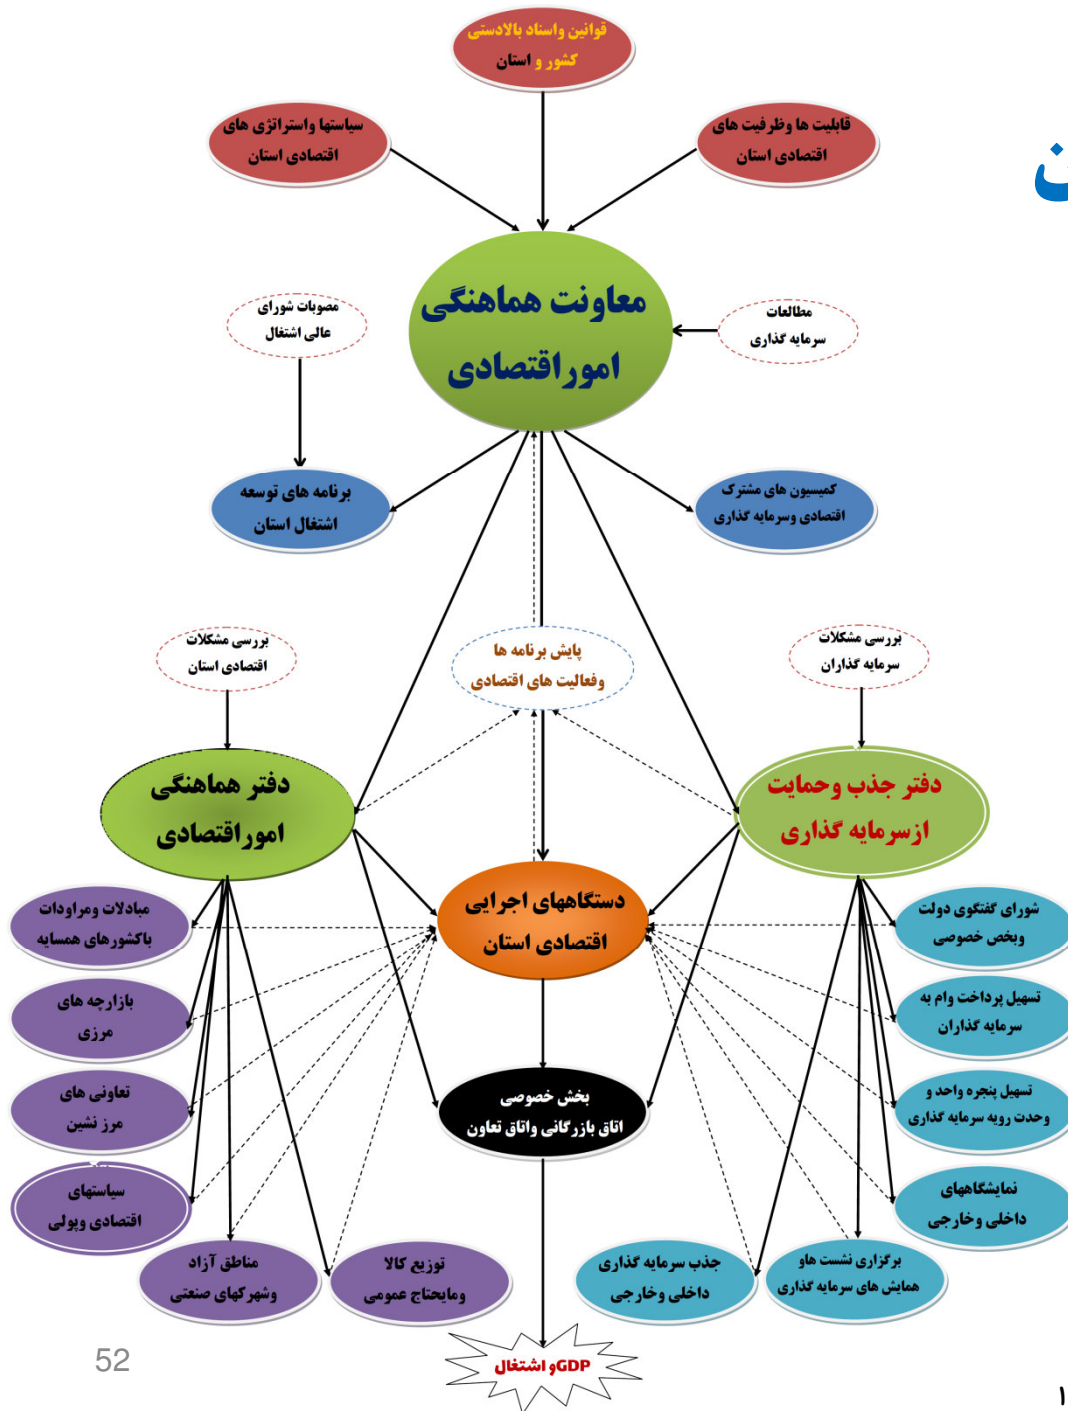 قوانین واسناد بالادستی
کشور و استان
قابلیت ها وظرفیت های
اقتصادی استان
سیاستها واستراتژی های
اقتصادی استان
ن
معاونت هماهنگی
اموراقتصادی
مطالعات
سرمایه گذاری
مصوبات شورای
عالی اشتغال
کمیسیون های مشترک
اقتصادی وسرمایه گذاری
برنامه های توسعه
اشتغال استان
بررسی مشکلات
سرمایه گذاران
پایش برنامه ها
وفعالیت های اقتصادی
بررسی مشکلات
اقتصادی استان
دفتر جذب وحمایت
ازسرمایه گذاری
دفتر هماهنگی
اموراقتصادی
دستگاههای اجرایی
اقتصادی استان
شورای گفتگوی دولت
وبخص خصوصی
مبادلات ومراودات
باکشورهای همسایه
تسهیل پرداخت وام به
سرمایه گذاران
بازارچه های
مرزی
تسهیل پنجره واحد و
وحدت رویه سرمایه گذاری
بخش خصوصی
اتاق بازرگانی واتاق تعاون
تعاونی های
مرز نشین
نمایشگاههای
داخلی وخارجی
سیاستهای
اقتصادی وپولی
برگزاری نشست هاو
همایش های سرمایه گذاری
جذب سرمایه گذاری
داخلی وخارجی
توزیع کالا
ومایحتاج عمومی
مناطق آزاد
وشهرکهای صنعتی
GDPو اشتغال
52
۱